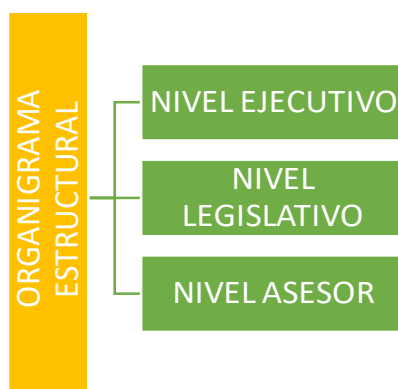 ORGANIGRAMA
ESTRUCTURAL
NIVEL EJECUTIVO
NIVEL
LEGISLATIVO
NIVEL ASESOR